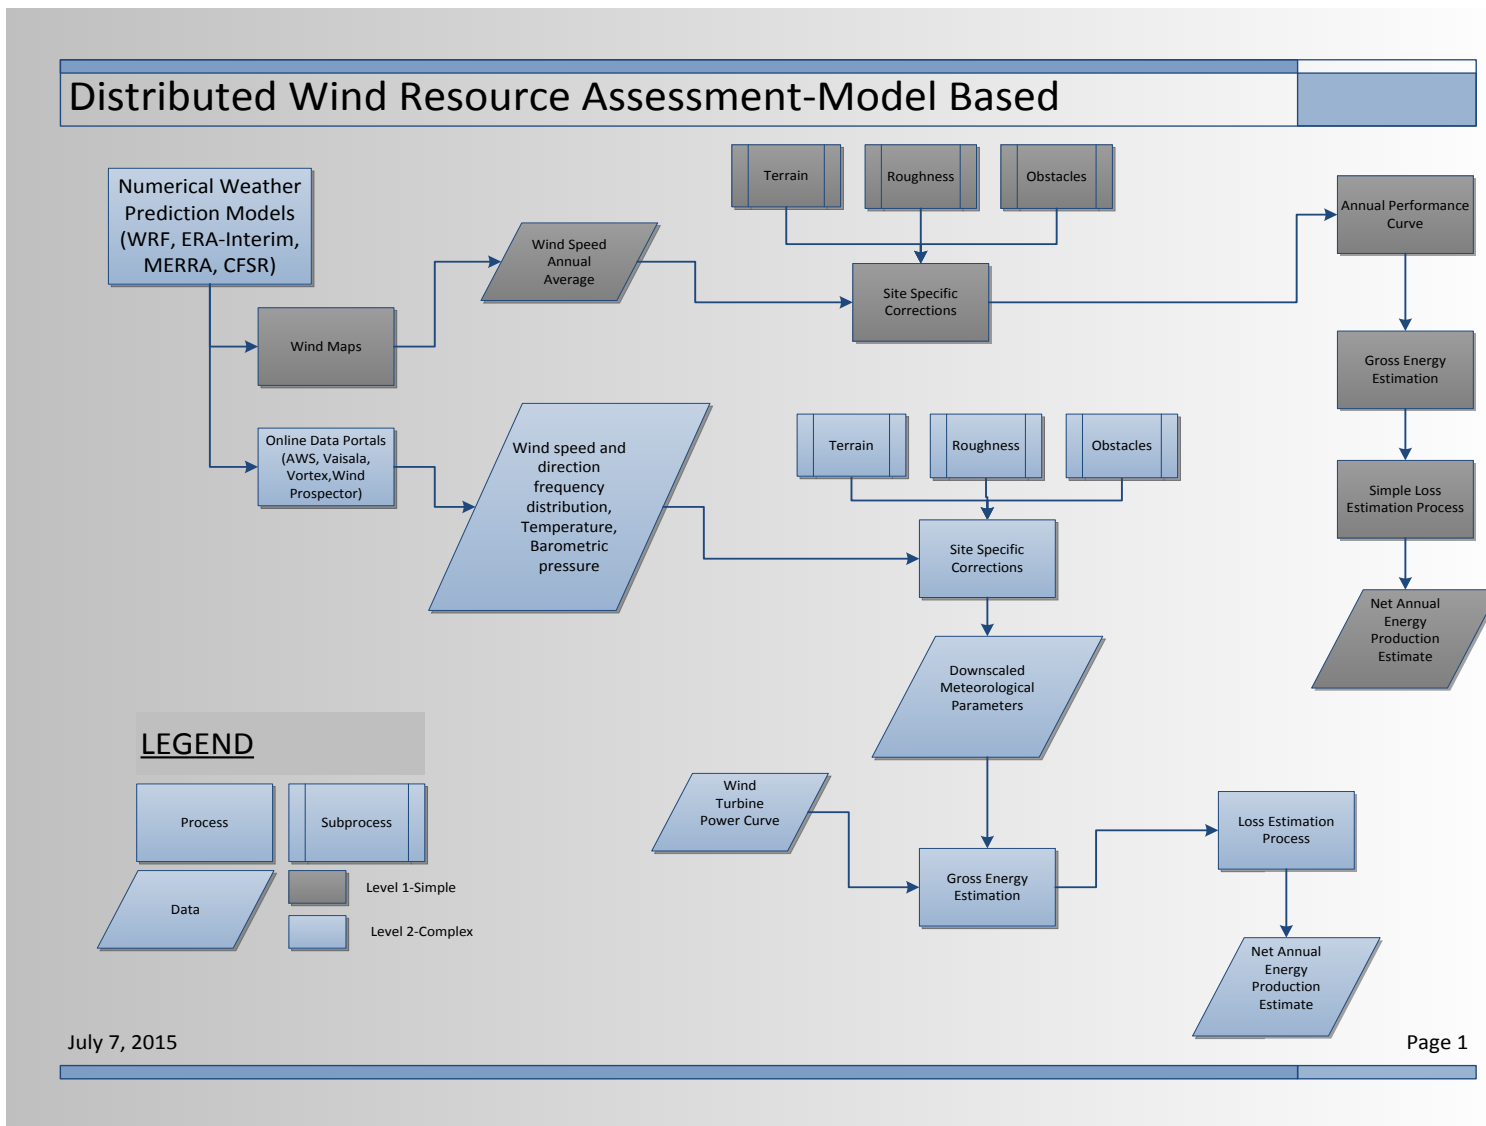 Distributed Wind Resource Assessment-Model Based
Numerical Weather
Prediction Models
(WRF, ERA-Interim,
MERRA, CFSR)
Wind Maps
Wind Speed
Annual
Average
Terrain
Roughness
Obstacles
Site Specific
Corrections
Annual Performance
Curve
Gross Energy
Estimation
Simple Loss
Estimation Process
Net Annual
Energy
Production
Estimate
Online Data Portals
(AWS, Vaisala,
Vortex,Wind
Prospector)
Wind speed and
direction
frequency
distribution,
Temperature,
Barometric
pressure
Terrain
Roughness
Obstacles
Site Specific
Corrections
Downscaled
Meteorological
Parameters
Wind
Turbine
Power Curve
Gross Energy
Estimation
Loss Estimation
Process
Net Annual
Energy
Production
Estimate
LEGEND
Process
Subprocess
Data
Level 1-Simple
Level 2-Complex
July 7, 2015
Page 1